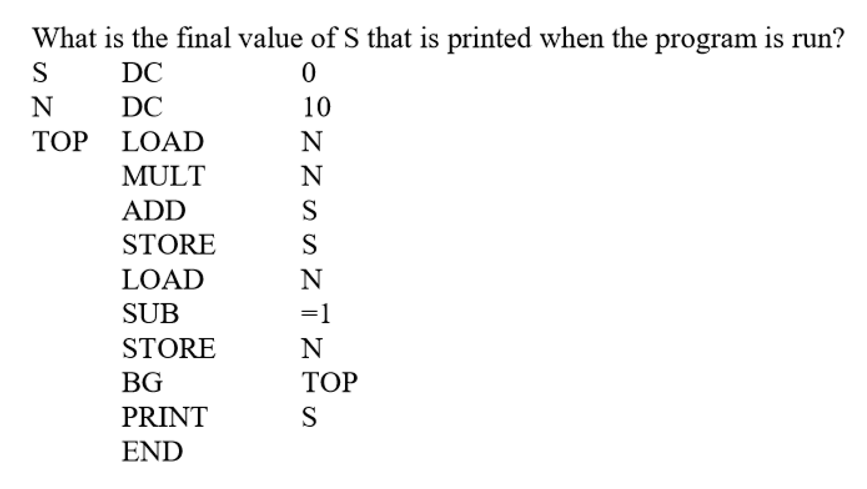 What is the final value of S that is printed when the program is run?
S DC 0
N DC 10
TOP LOAD N
MULT N
ADD S
STORE S
LOAD N
SUB =1
STORE N
BG TOP
PRINT S
END